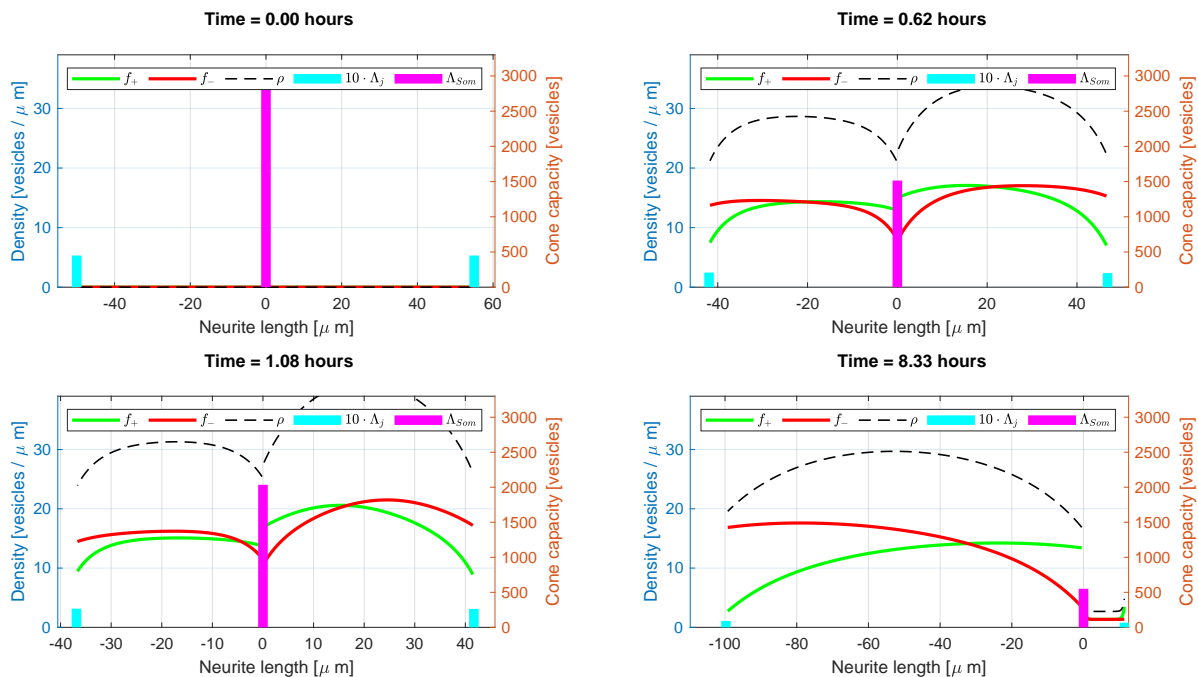 Time = 0.00 hours
f₊ f₋ ρ 10 · Λⱼ Λ_Som
Density [vesicles / μ m]
0 10 20 30
Cone capacity [vesicles]
0 500 1000 1500 2000 2500 3000
-40 -20 0 20 40 60
Neurite length [μ m]
Time = 0.62 hours
f₊ f₋ ρ 10 · Λⱼ Λ_Som
Density [vesicles / μ m]
0 10 20 30
Cone capacity [vesicles]
0 500 1000 1500 2000 2500 3000
-40 -20 0 20 40
Neurite length [μ m]
Time = 1.08 hours
f₊ f₋ ρ 10 · Λⱼ Λ_Som
Density [vesicles / μ m]
0 10 20 30
Cone capacity [vesicles]
0 500 1000 1500 2000 2500 3000
-40 -30 -20 -10 0 10 20 30 40
Neurite length [μ m]
Time = 8.33 hours
f₊ f₋ ρ 10 · Λⱼ Λ_Som
Density [vesicles / μ m]
0 10 20 30
Cone capacity [vesicles]
0 500 1000 1500 2000 2500 3000
-100 -80 -60 -40 -20 0
Neurite length [μ m]